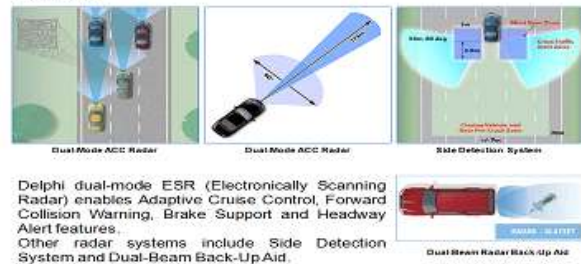 Dual-Mode ACC Radar
Dual-Mode ACC Radar
Side Detection System
Delphi dual-mode ESR (Electronically Scanning
Radar) enables Adaptive Cruise Control, Forward
Collision Warning, Brake Support and Headway
Alert features.
Other radar systems include Side Detection
System and Dual-Beam Back-Up Aid.
Dual Beam Radar Back-Up Aid